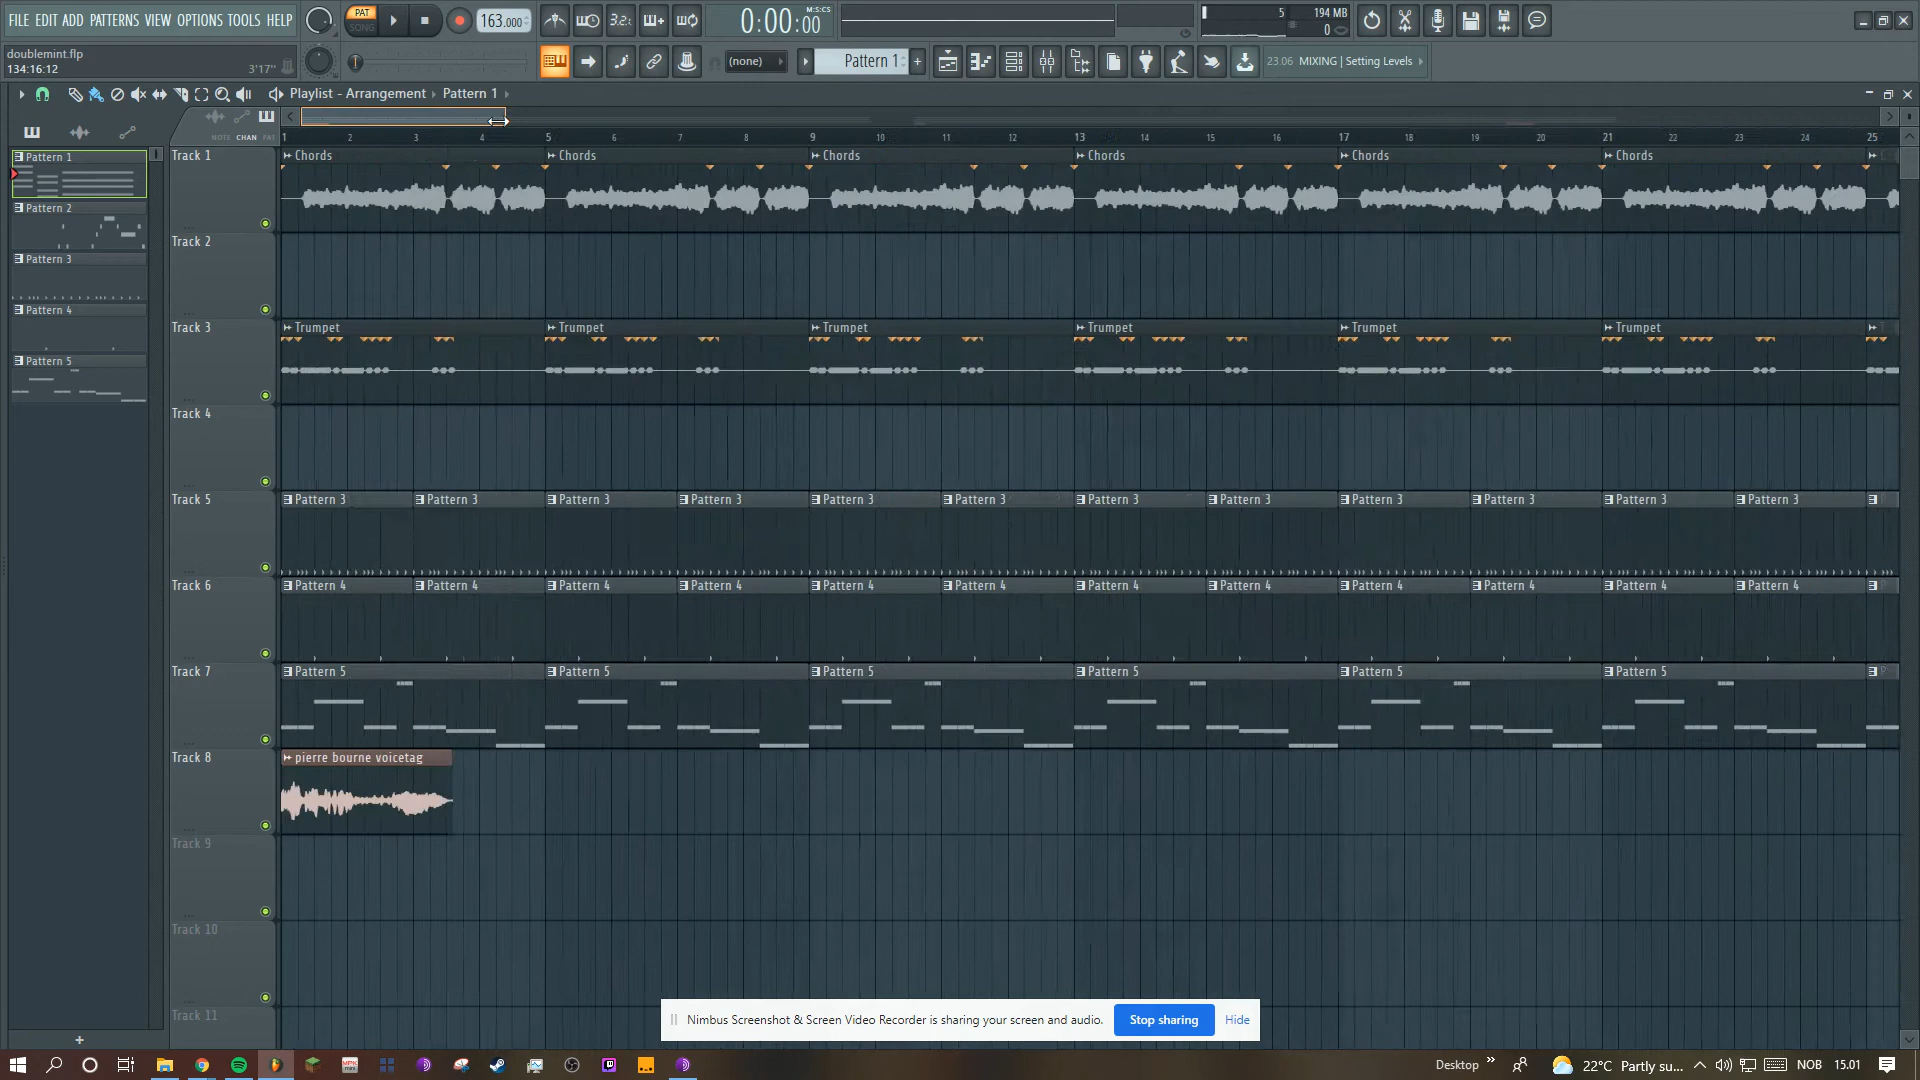 FILE EDIT ADD PATTERNS VIEW OPTIONS TOOLS HELP
PAT
SONG
163.000
3.2.
0:00:00
M:S:CS
5
194 MB
0
doublemint.flp
134:16:12
3'17"
(none)
Pattern 1
+
23.06 MIXING | Setting Levels
Playlist - Arrangement › Pattern 1 ›
NOTE CHAN PAT
1 2 3 4 5 6 7 8 9 10 11 12 13 14 15 16 17 18 19 20 21 22 23 24 25
Pattern 1
Pattern 2
Pattern 3
Pattern 4
Pattern 5
+
Track 1
Chords Chords Chords Chords Chords Chords
Track 2
Track 3
Trumpet Trumpet Trumpet Trumpet Trumpet Trumpet
Track 4
Track 5
Pattern 3 Pattern 3 Pattern 3 Pattern 3 Pattern 3 Pattern 3 Pattern 3 Pattern 3 Pattern 3 Pattern 3 Pattern 3 Pattern 3
Track 6
Pattern 4 Pattern 4 Pattern 4 Pattern 4 Pattern 4 Pattern 4 Pattern 4 Pattern 4 Pattern 4 Pattern 4 Pattern 4 Pattern 4
Track 7
Pattern 5 Pattern 5 Pattern 5 Pattern 5 Pattern 5 Pattern 5
Track 8
pierre bourne voicetag
Track 9
Track 10
Track 11
Nimbus Screenshot & Screen Video Recorder is sharing your screen and audio.
Stop sharing
Hide
Desktop
22°C Partly su...
NOB
15.01